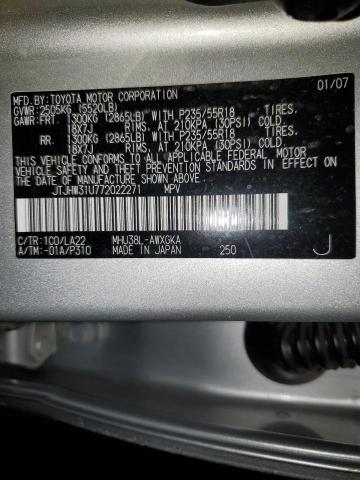 MFD.BY:TOYOTA MOTOR CORPORATION 01/07
GVWR:2505KG (5520LB)
GAWR:FRT. 1300KG (2865LB) WITH P235/55R18 TIRES,
18X7J RIMS, AT 210KPA (30PSI) COLD
RR. 1300KG (2865LB) WITH P235/55R18 TIRES,
18X7J RIMS, AT 210KPA (30PSI) COLD
THIS VEHICLE CONFORMS TO ALL APPLICABLE FEDERAL MOTOR
VEHICLE SAFETY STANDARDS IN EFFECT ON THE DATE OF
MANUFACTURE SHOWN ABOVE.
JTJHW31U772022271 MPV
C/TR:1C0/LA22 MHU38L-AWXGKA
A/TM:-01A/P310 MADE IN JAPAN 250 J